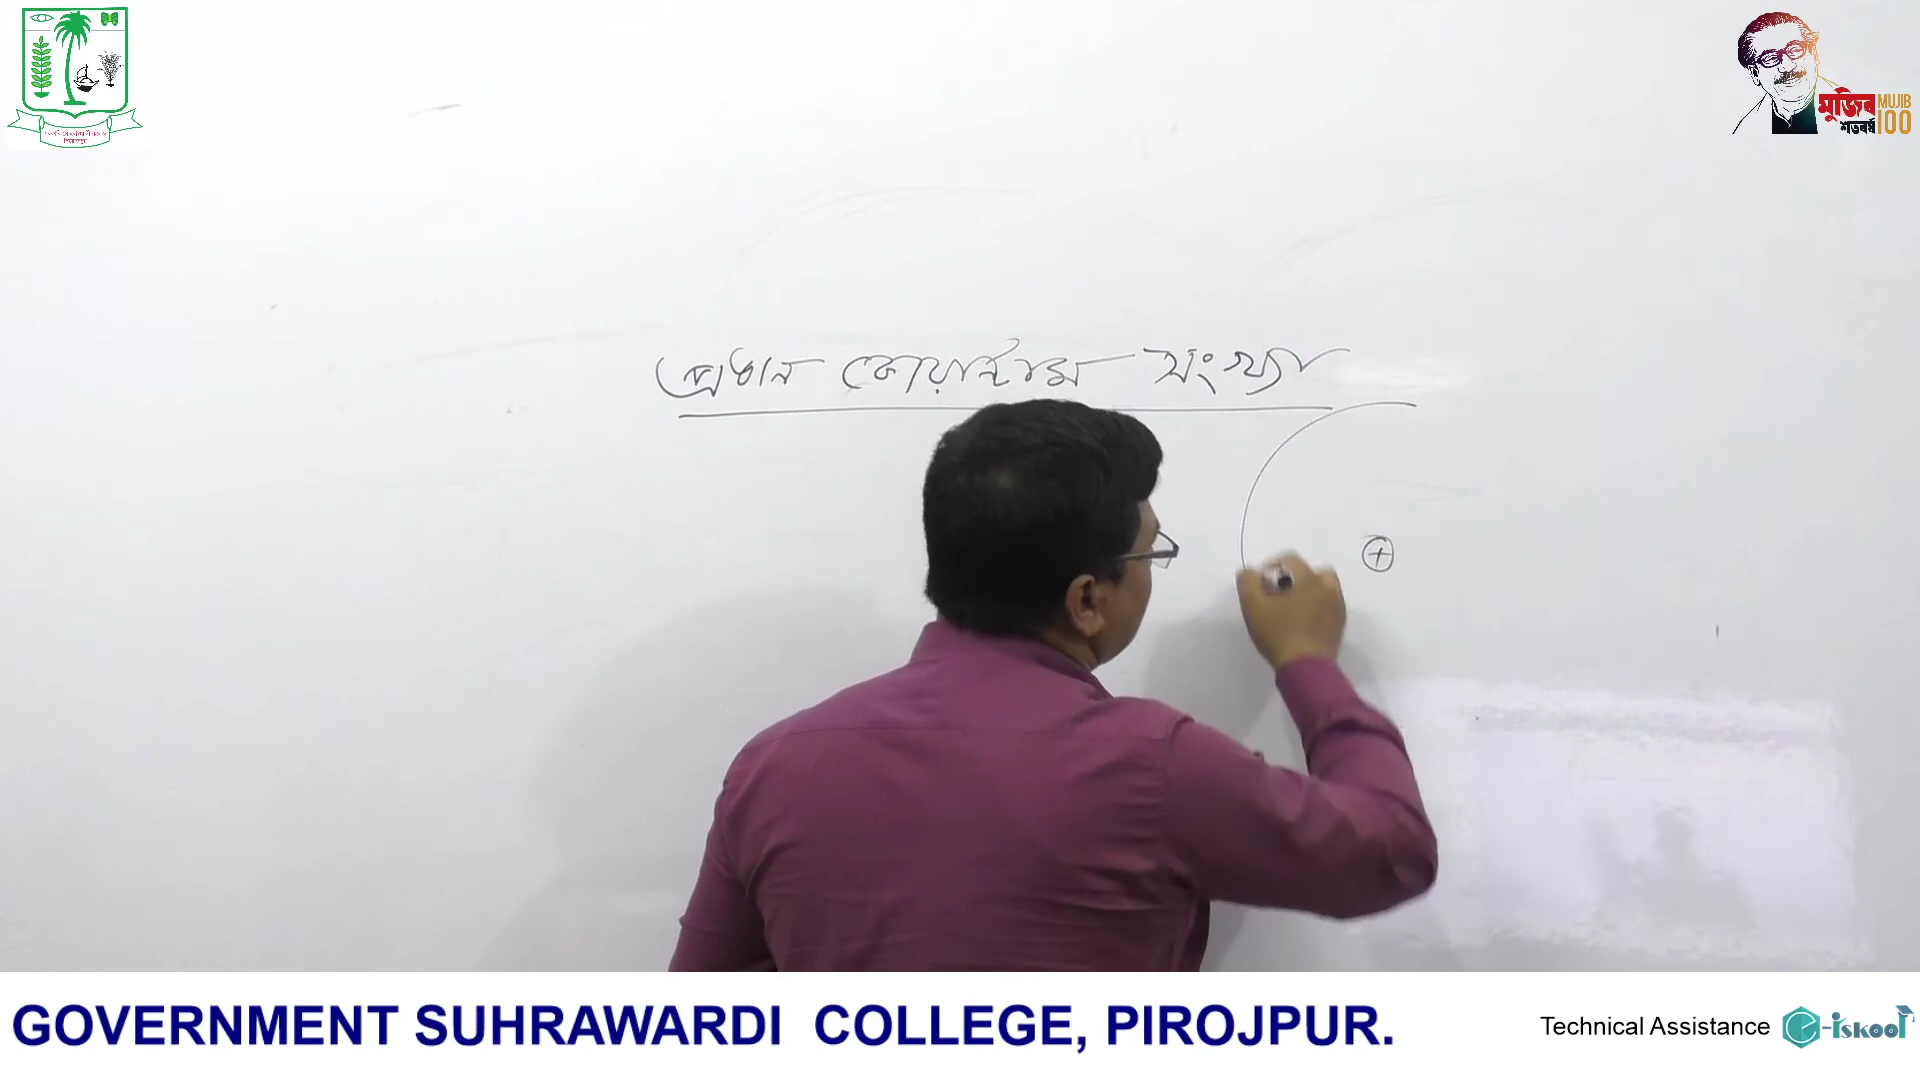 মুজিব
শতবর্ষ
MUJIB
100
প্রধান কোয়ান্টাম সংখ্যা
+
GOVERNMENT SUHRAWARDI COLLEGE, PIROJPUR.
Technical Assistance e-iskool